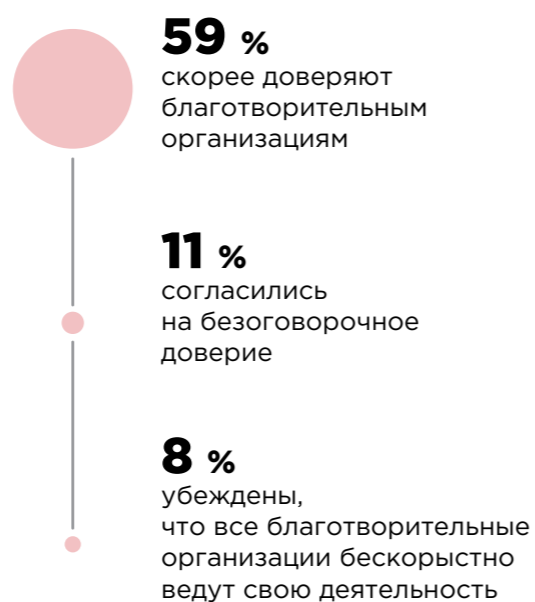 59 %
скорее доверяют
благотворительным
организациям
11 %
согласились
на безоговорочное
доверие
8 %
убеждены,
что все благотворительные
организации бескорыстно
ведут свою деятельность